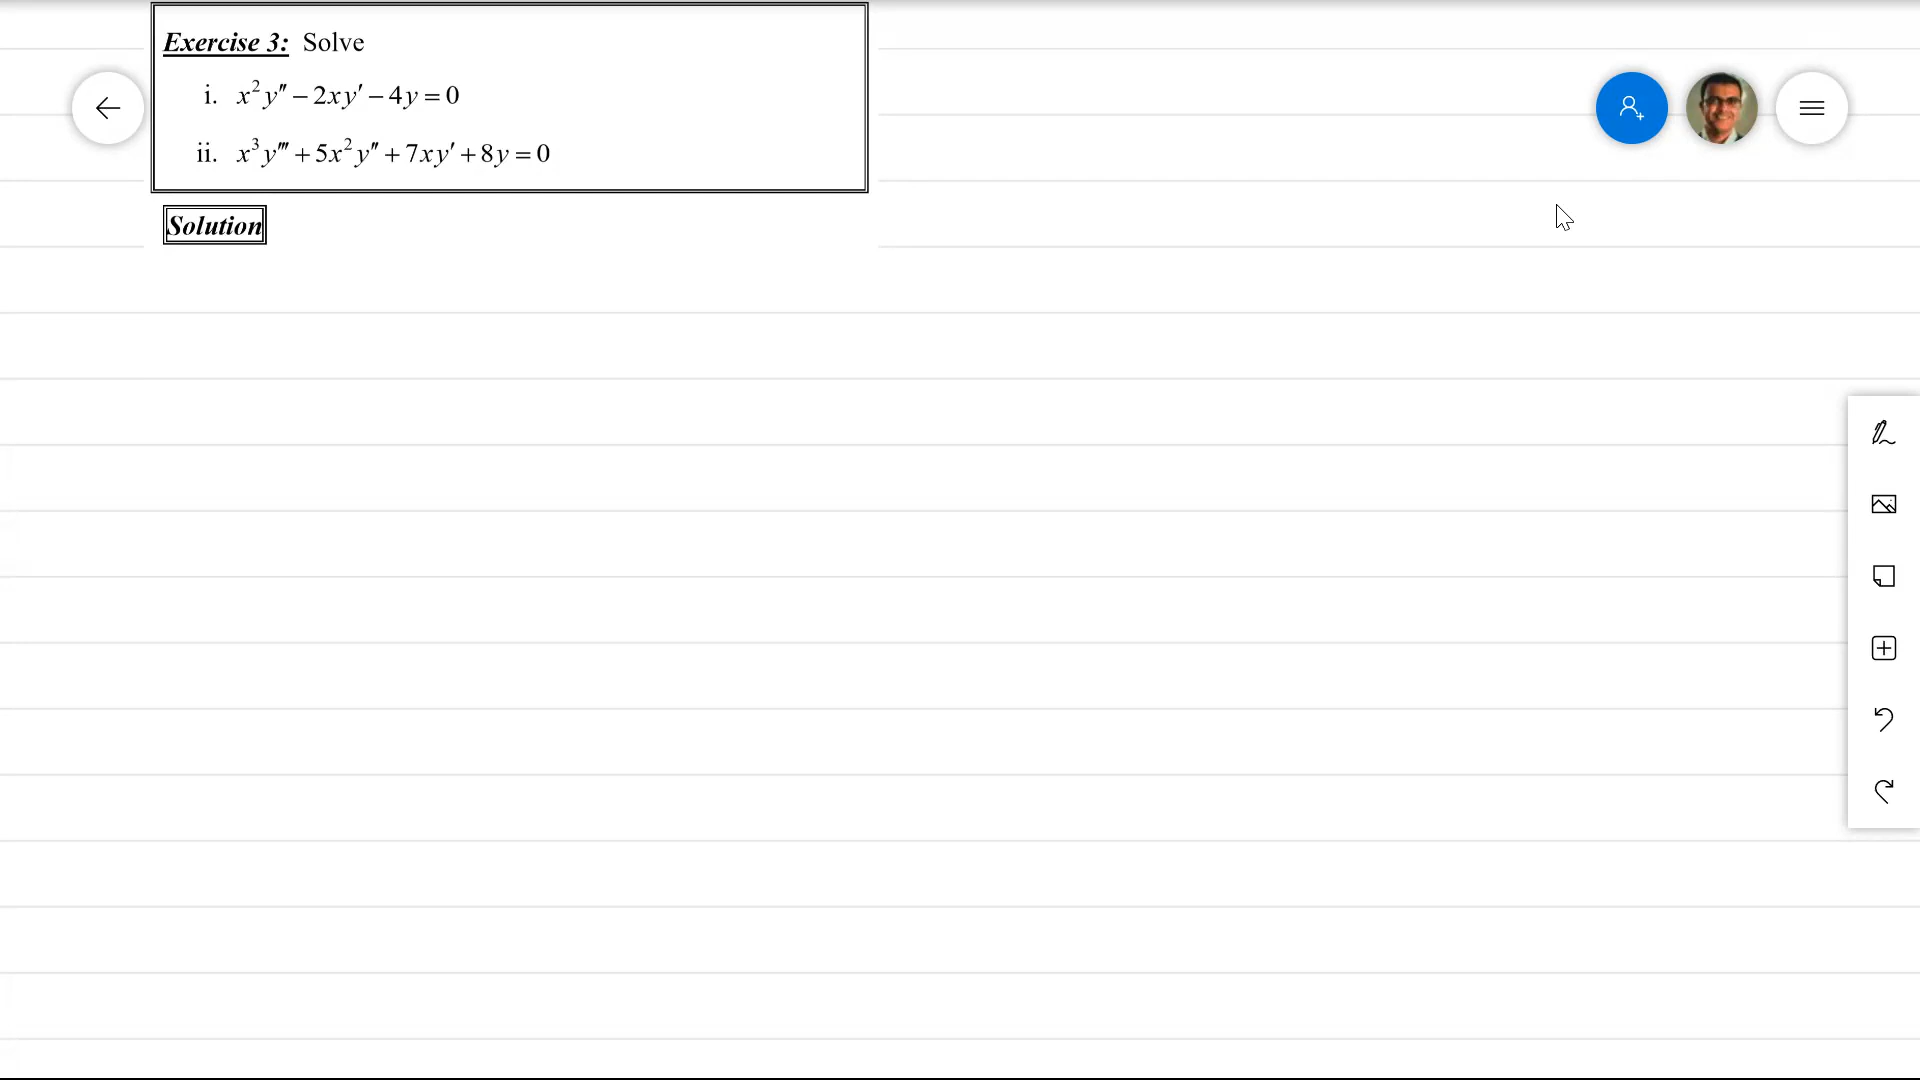 Exercise 3: Solve
i. x²y″ − 2xy′ − 4y = 0
ii. x³y‴ + 5x²y″ + 7xy′ + 8y = 0
Solution